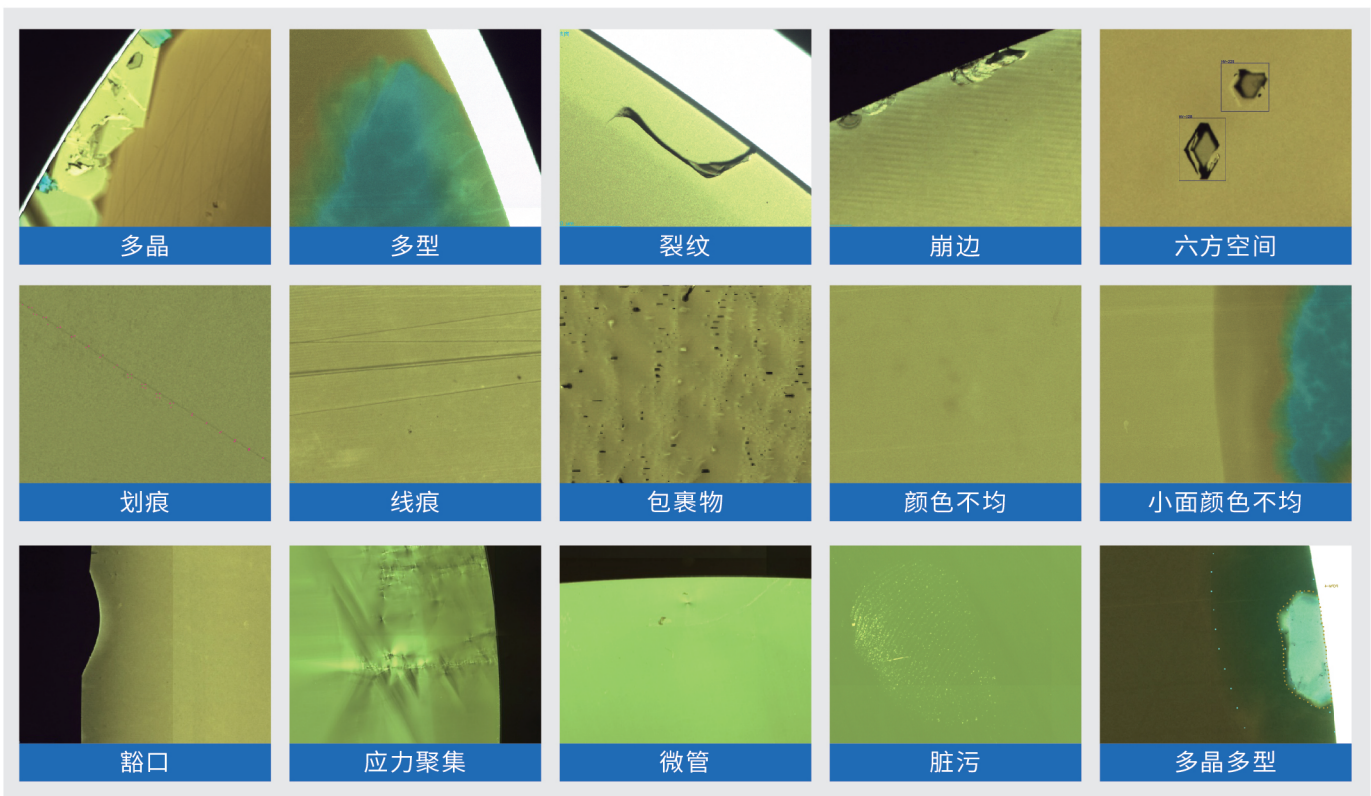 多晶
多型
裂纹
崩边
六方空间
划痕
线痕
包裹物
颜色不均
小面颜色不均
豁口
应力聚集
微管
脏污
多晶多型